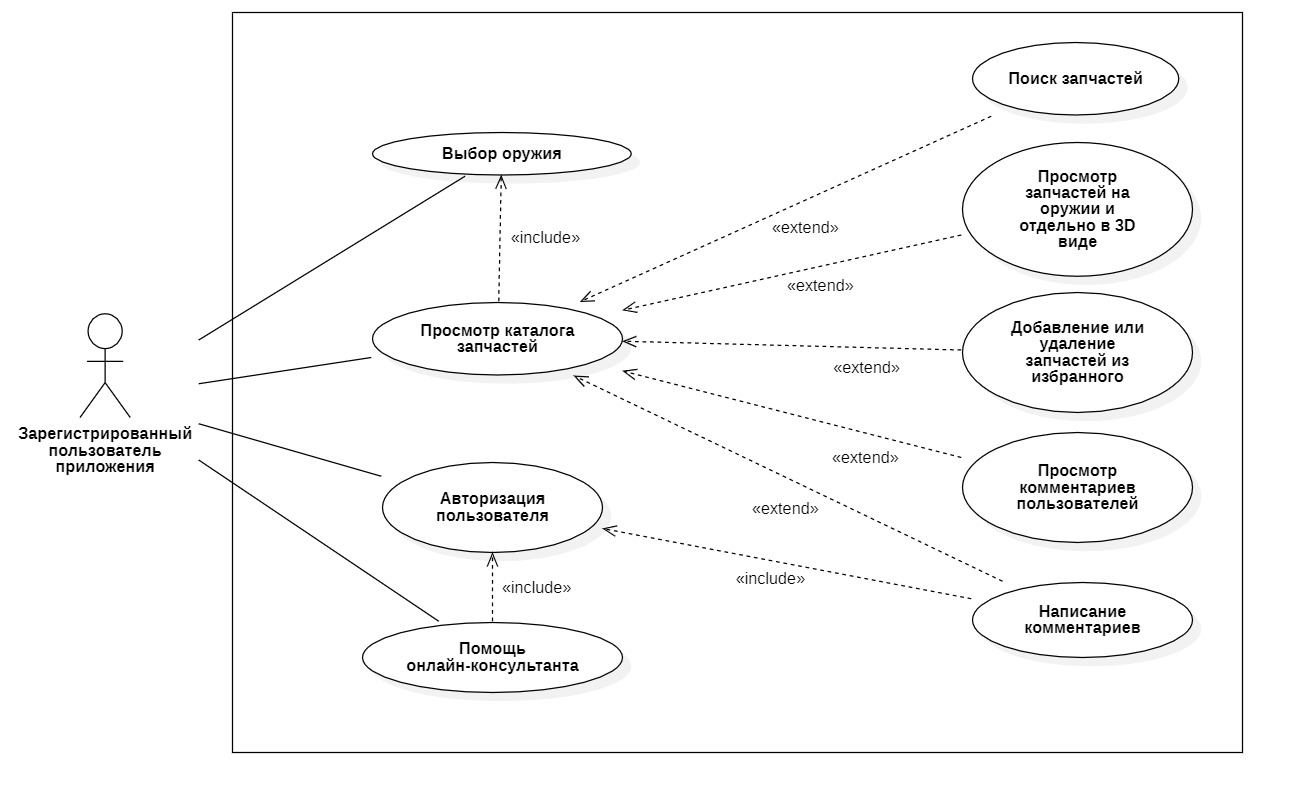 Поиск запчастей
Выбор оружия
Просмотр
запчастей на
оружии и
отдельно в 3D
виде
«extend»
«include»
«extend»
Просмотр каталога
запчастей
Добавление или
удаление
запчастей из
избранного
«extend»
Зарегистрированный
пользователь
приложения
«extend»
Просмотр
комментариев
пользователей
Авторизация
пользователя
«extend»
«include»
«include»
Написание
комментариев
Помощь
онлайн-консультанта